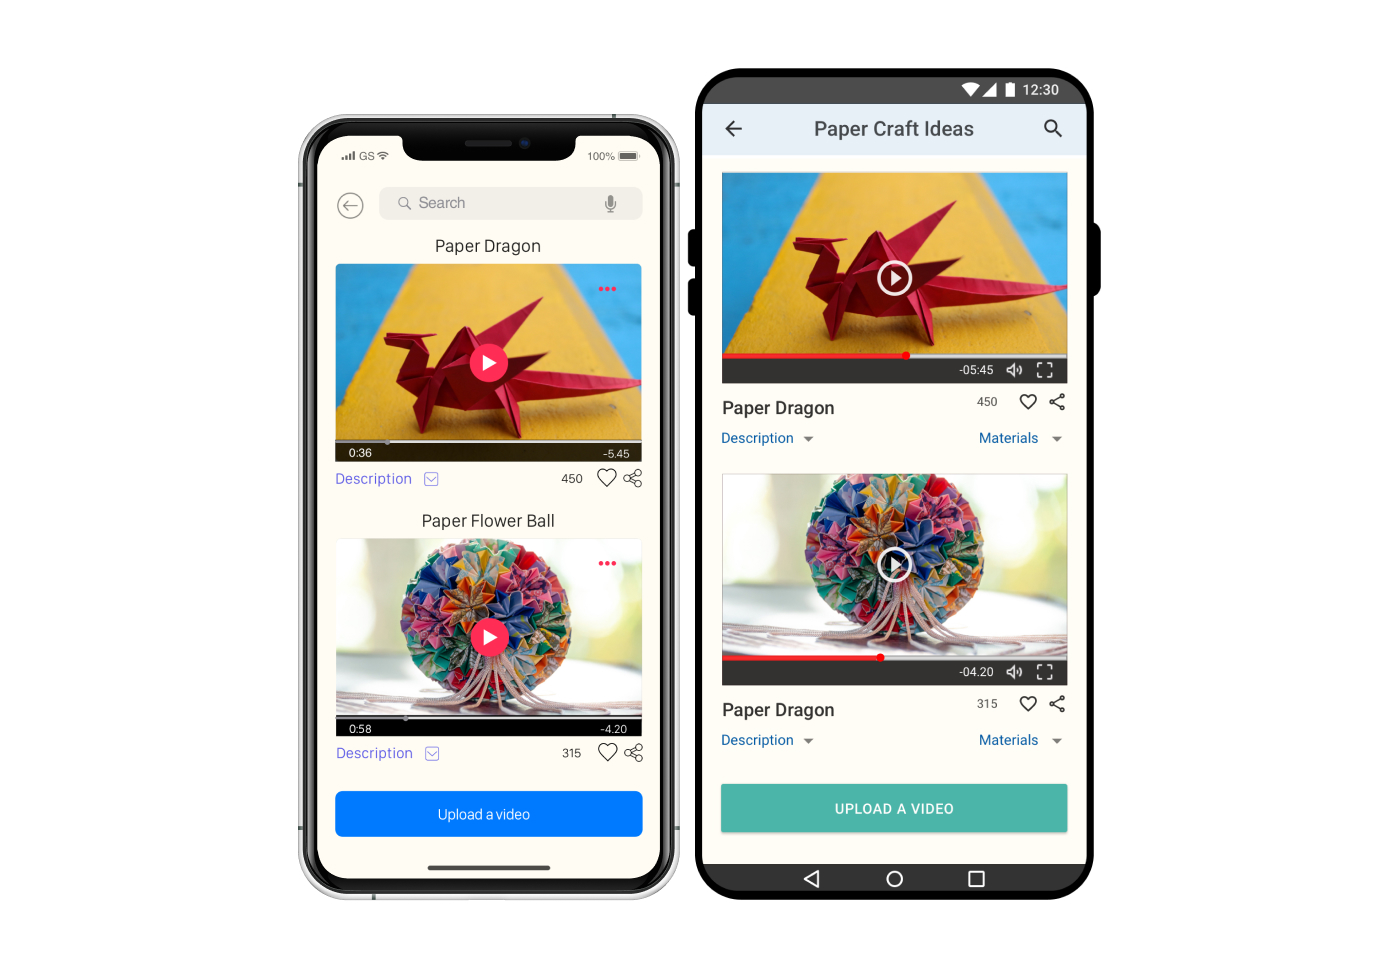 GS
100%
Search
Paper Dragon
0:36
-5.45
Description
450
Paper Flower Ball
0:58
-4.20
Description
315
Upload a video
12:30
Paper Craft Ideas
-05:45
Paper Dragon
450
Description
Materials
-04.20
Paper Dragon
315
Description
Materials
UPLOAD A VIDEO